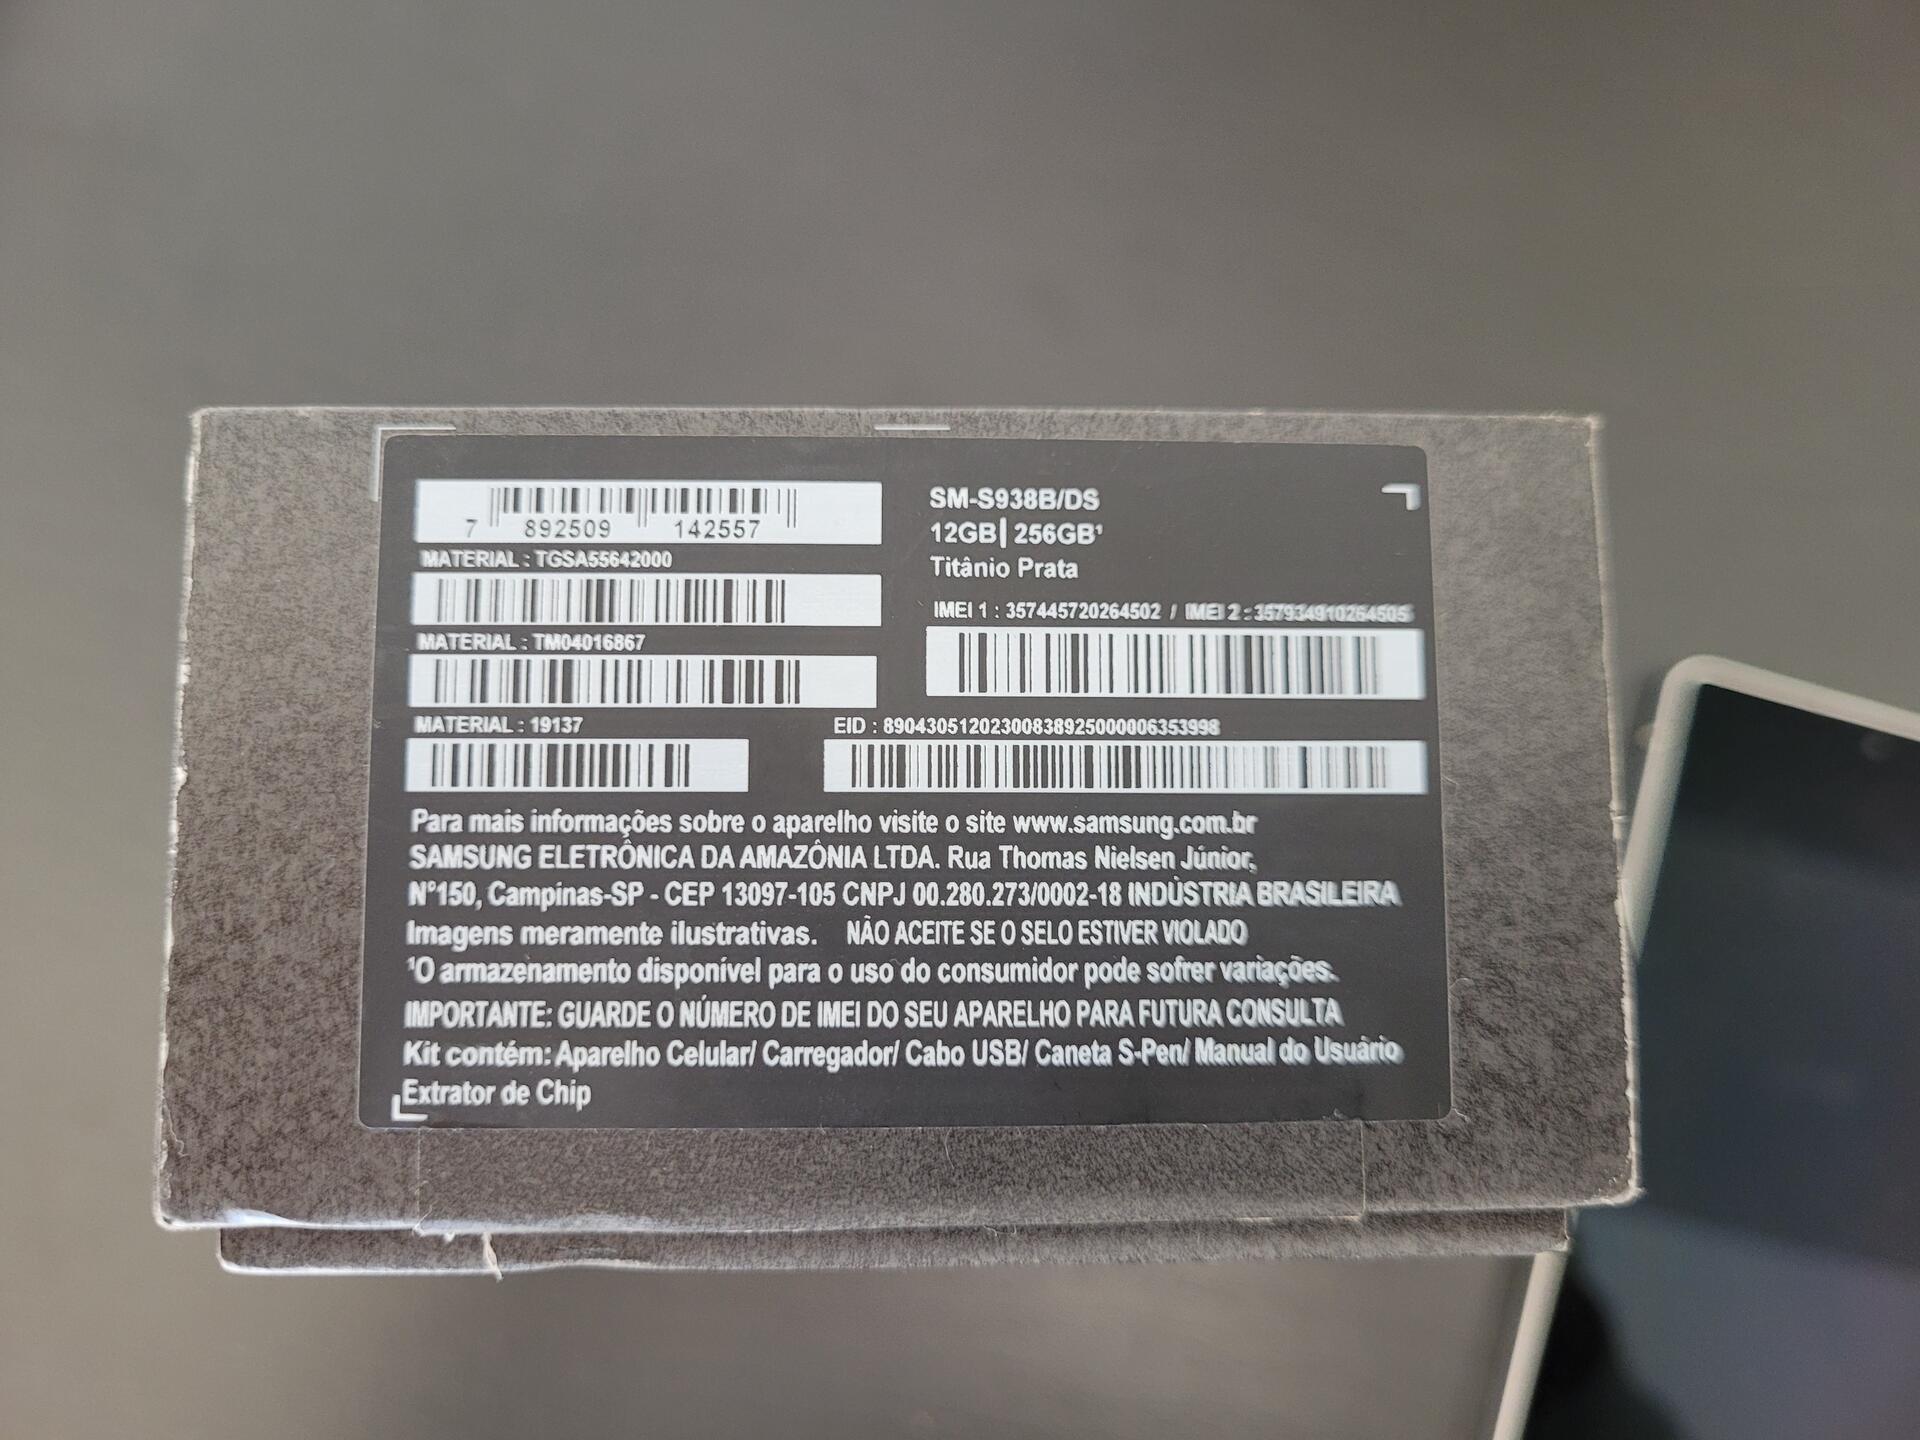 7 892509 142557
MATERIAL : TGSA55642000
MATERIAL : TM04016867
MATERIAL : 19137
SM-S938B/DS
12GB | 256GB¹
Titânio Prata
IMEI 1 : 357445720264502 / IMEI 2 : 357934910264505
EID : 89043051202300838925000006353998
Para mais informações sobre o aparelho visite o site www.samsung.com.br
SAMSUNG ELETRÔNICA DA AMAZÔNIA LTDA. Rua Thomas Nielsen Júnior,
N°150, Campinas-SP - CEP 13097-105 CNPJ 00.280.273/0002-18 INDÚSTRIA BRASILEIRA
Imagens meramente ilustrativas. NÃO ACEITE SE O SELO ESTIVER VIOLADO
¹O armazenamento disponível para o uso do consumidor pode sofrer variações.
IMPORTANTE: GUARDE O NÚMERO DE IMEI DO SEU APARELHO PARA FUTURA CONSULTA
Kit contém: Aparelho Celular/ Carregador/ Cabo USB/ Caneta S-Pen/ Manual do Usuário
Extrator de Chip